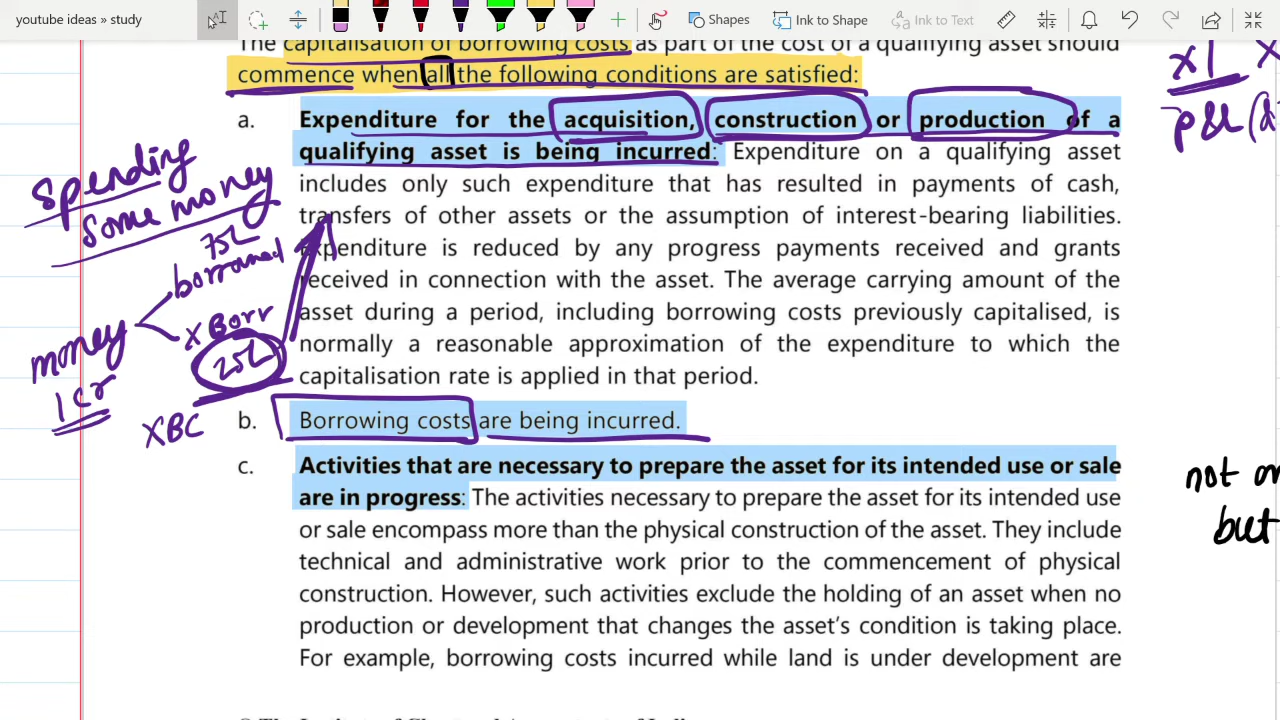 youtube ideas » study
Shapes
Ink to Shape
Ink to Text
The capitalisation of borrowing costs as part of the cost of a qualifying asset should
commence when all the following conditions are satisfied:
a. Expenditure for the acquisition, construction or production of a
qualifying asset is being incurred: Expenditure on a qualifying asset
includes only such expenditure that has resulted in payments of cash,
transfers of other assets or the assumption of interest-bearing liabilities.
Expenditure is reduced by any progress payments received and grants
received in connection with the asset. The average carrying amount of the
asset during a period, including borrowing costs previously capitalised, is
normally a reasonable approximation of the expenditure to which the
capitalisation rate is applied in that period.
b. Borrowing costs are being incurred.
c. Activities that are necessary to prepare the asset for its intended use or sale
are in progress: The activities necessary to prepare the asset for its intended use
or sale encompass more than the physical construction of the asset. They include
technical and administrative work prior to the commencement of physical
construction. However, such activities exclude the holding of an asset when no
production or development that changes the asset's condition is taking place.
For example, borrowing costs incurred while land is under development are
Spending
Some money
75L
borrowed
money
X Borr
25L
1 cr
XBC
P&L
not
but